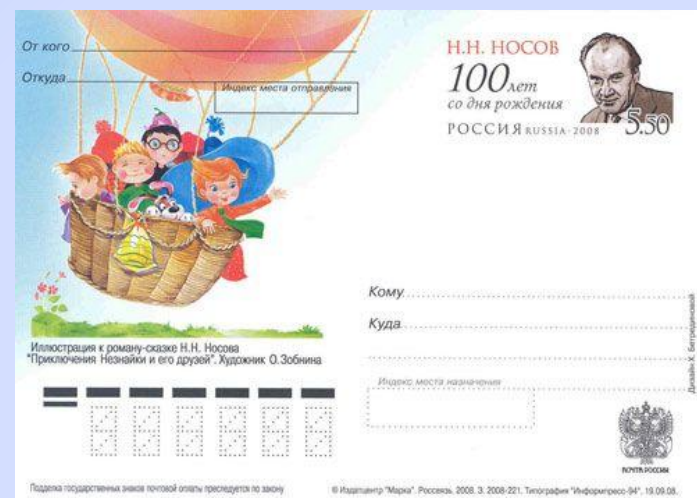 От кого
Откуда
Индекс места отправления
Н.Н. НОСОВ
100 лет
со дня рождения
РОССИЯ RUSSIA · 2008
5.50
Иллюстрация к роману-сказке Н.Н. Носова
"Приключения Незнайки и его друзей". Художник О.Зобнина
Кому
Куда
Индекс места назначения
Дизайн Х. Бетрединовой
ПОЧТА РОССИИ
Подделка государственных знаков почтовой оплаты преследуется по закону
© Издатцентр "Марка". Россвязь. 2008. З. 2008-221. Типография "Информпресс-94". 19.09.08.